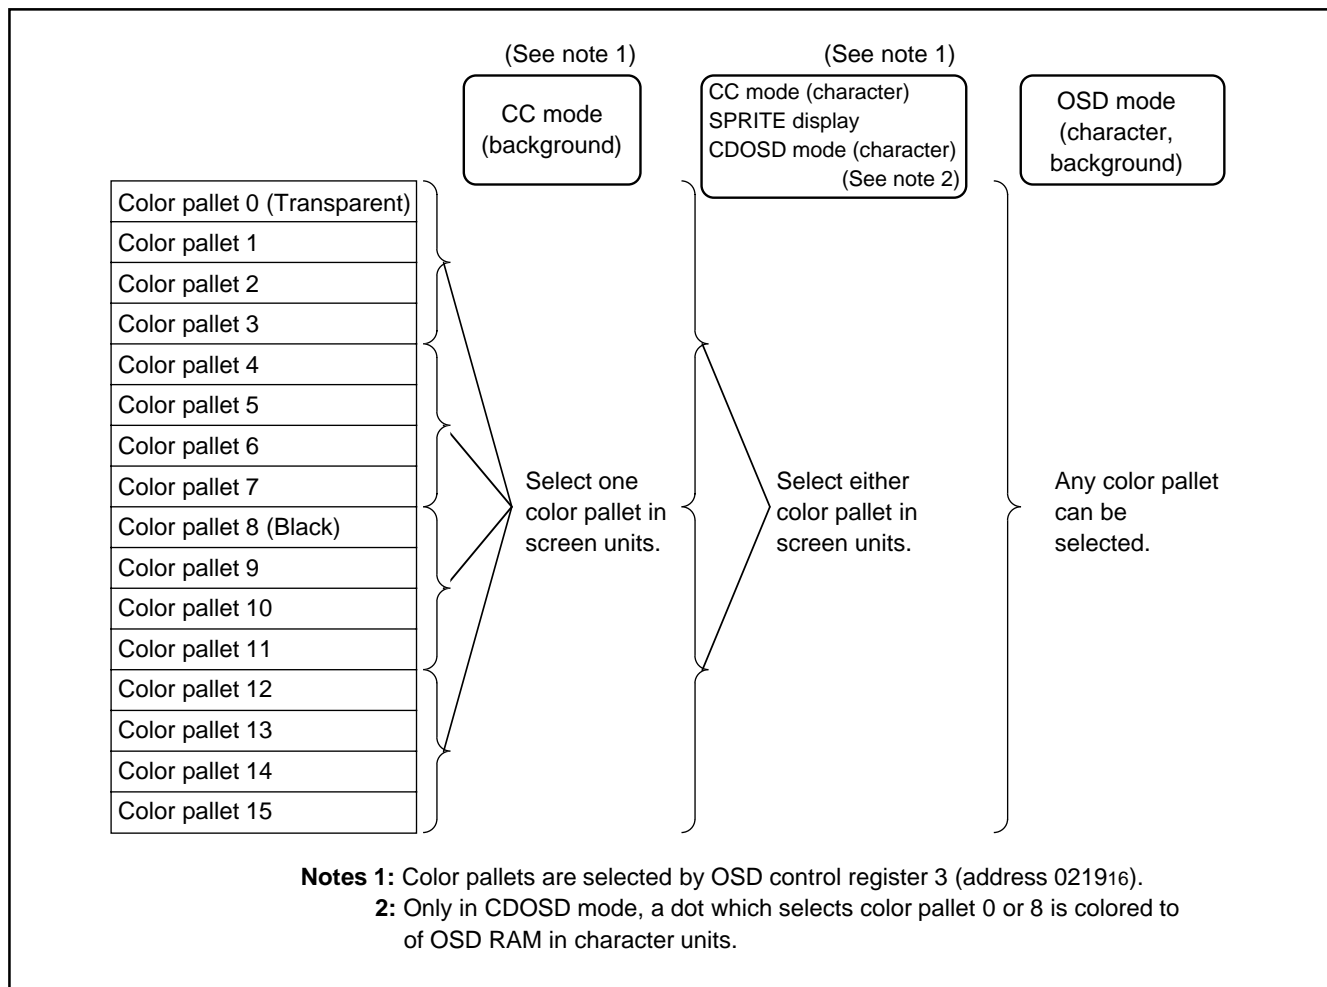 (See note 1)
(See note 1)
CC mode
(background)
CC mode (character)
SPRITE display
CDOSD mode (character)
(See note 2)
OSD mode
(character,
background)
Color pallet 0 (Transparent)
Color pallet 1
Color pallet 2
Color pallet 3
Color pallet 4
Color pallet 5
Color pallet 6
Color pallet 7
Color pallet 8 (Black)
Color pallet 9
Color pallet 10
Color pallet 11
Color pallet 12
Color pallet 13
Color pallet 14
Color pallet 15
Select one
color pallet in
screen units.
Select either
color pallet in
screen units.
Any color pallet
can be
selected.
Notes 1: Color pallets are selected by OSD control register 3 (address 021916).
2: Only in CDOSD mode, a dot which selects color pallet 0 or 8 is colored to
of OSD RAM in character units.